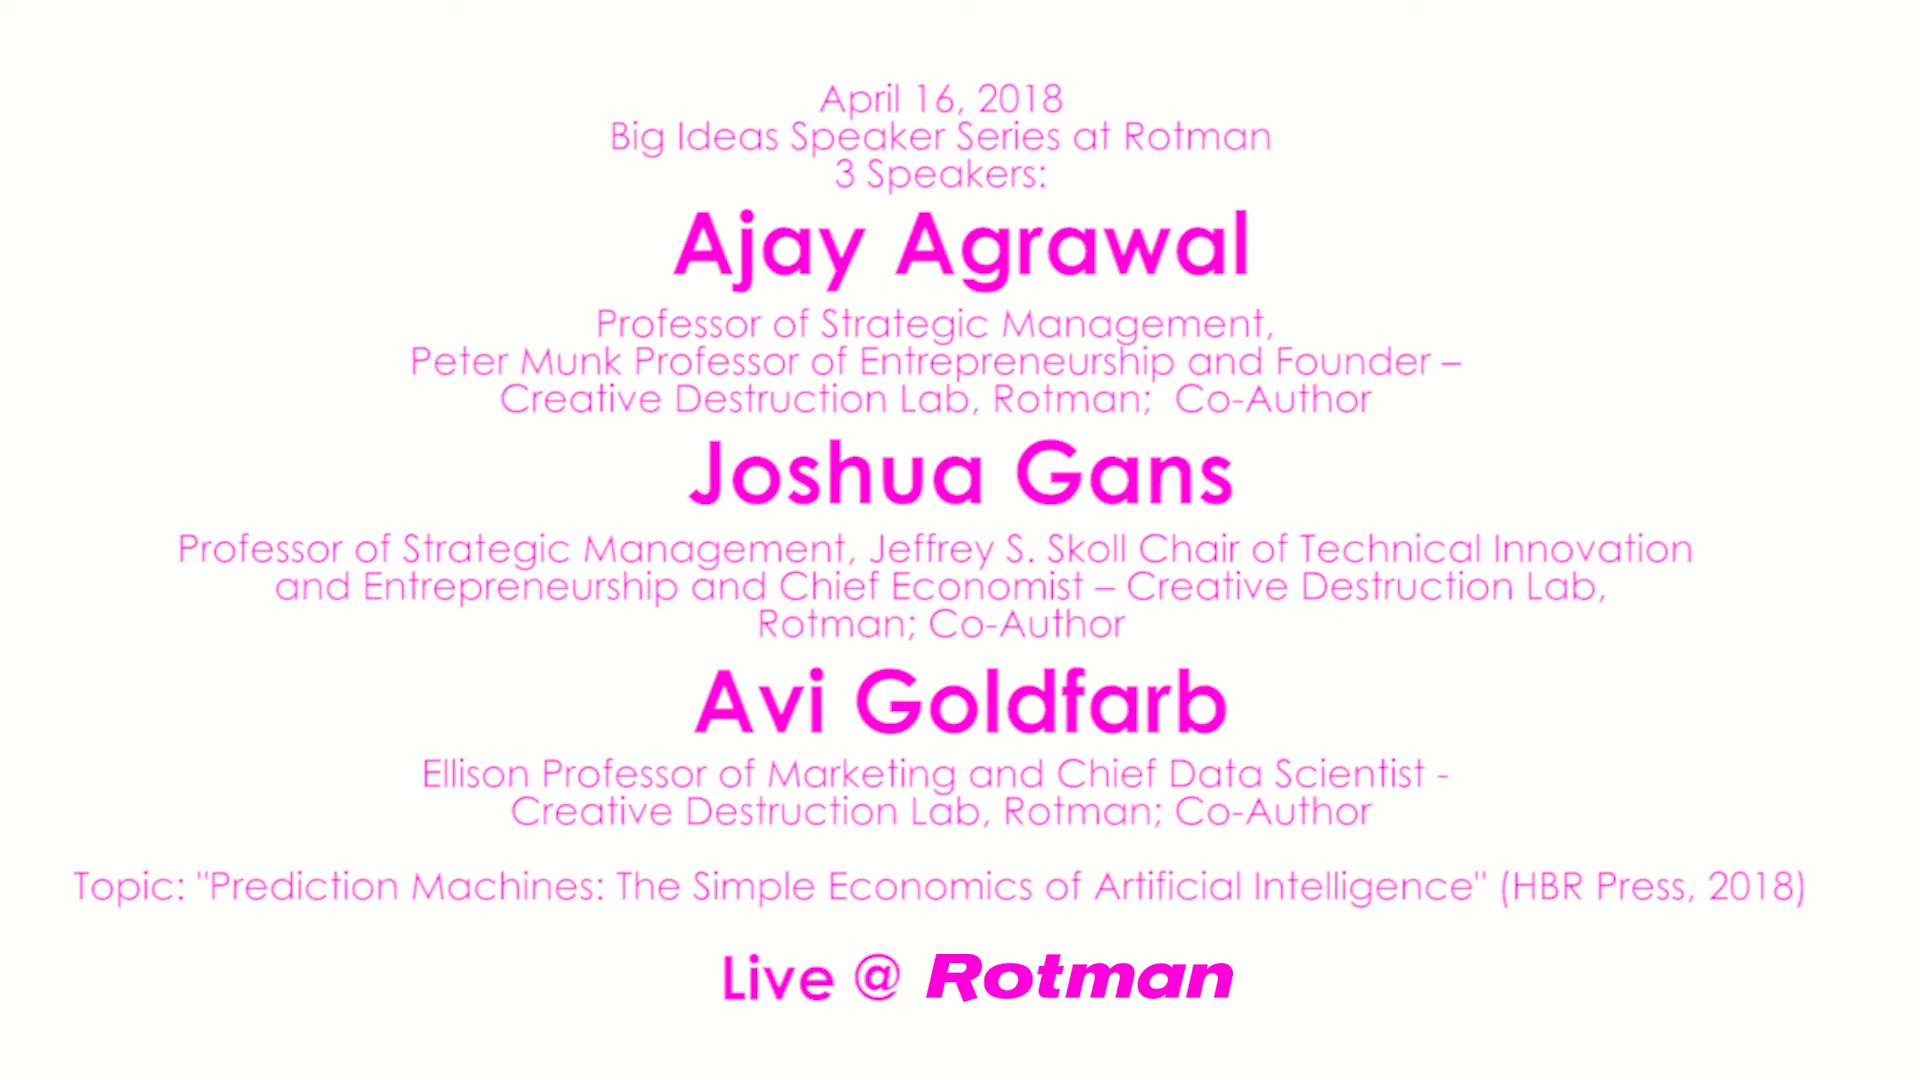 April 16, 2018
Big Ideas Speaker Series at Rotman
3 Speakers:
Ajay Agrawal
Professor of Strategic Management,
Peter Munk Professor of Entrepreneurship and Founder –
Creative Destruction Lab, Rotman; Co-Author
Joshua Gans
Professor of Strategic Management, Jeffrey S. Skoll Chair of Technical Innovation
and Entrepreneurship and Chief Economist – Creative Destruction Lab,
Rotman; Co-Author
Avi Goldfarb
Ellison Professor of Marketing and Chief Data Scientist -
Creative Destruction Lab, Rotman; Co-Author
Topic: "Prediction Machines: The Simple Economics of Artificial Intelligence" (HBR Press, 2018)
Live @ Rotman